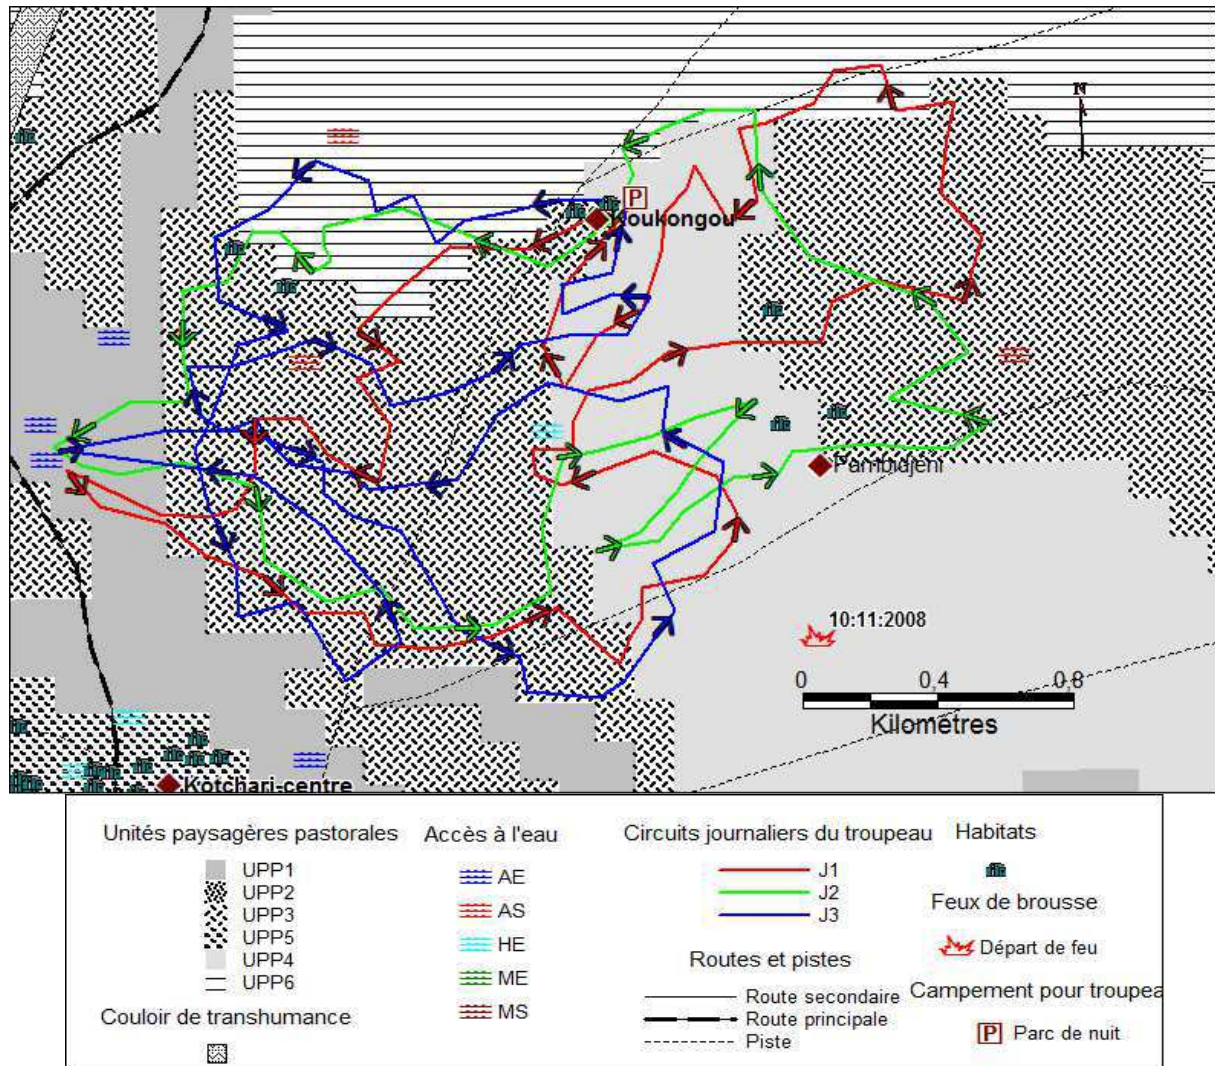 N
P
Koukongou
Pambidjeni
10:11:2008
0 0,4 0,8
Kilomètres
Kotchari-centre
Unités paysagères pastorales
UPP1
UPP2
UPP3
UPP5
UPP4
UPP6
Couloir de transhumance
Accès à l'eau
AE
AS
HE
ME
MS
Circuits journaliers du troupeau
J1
J2
J3
Routes et pistes
Route secondaire
Route principale
Piste
Habitats
Feux de brousse
Départ de feu
Campement pour troupea
P Parc de nuit